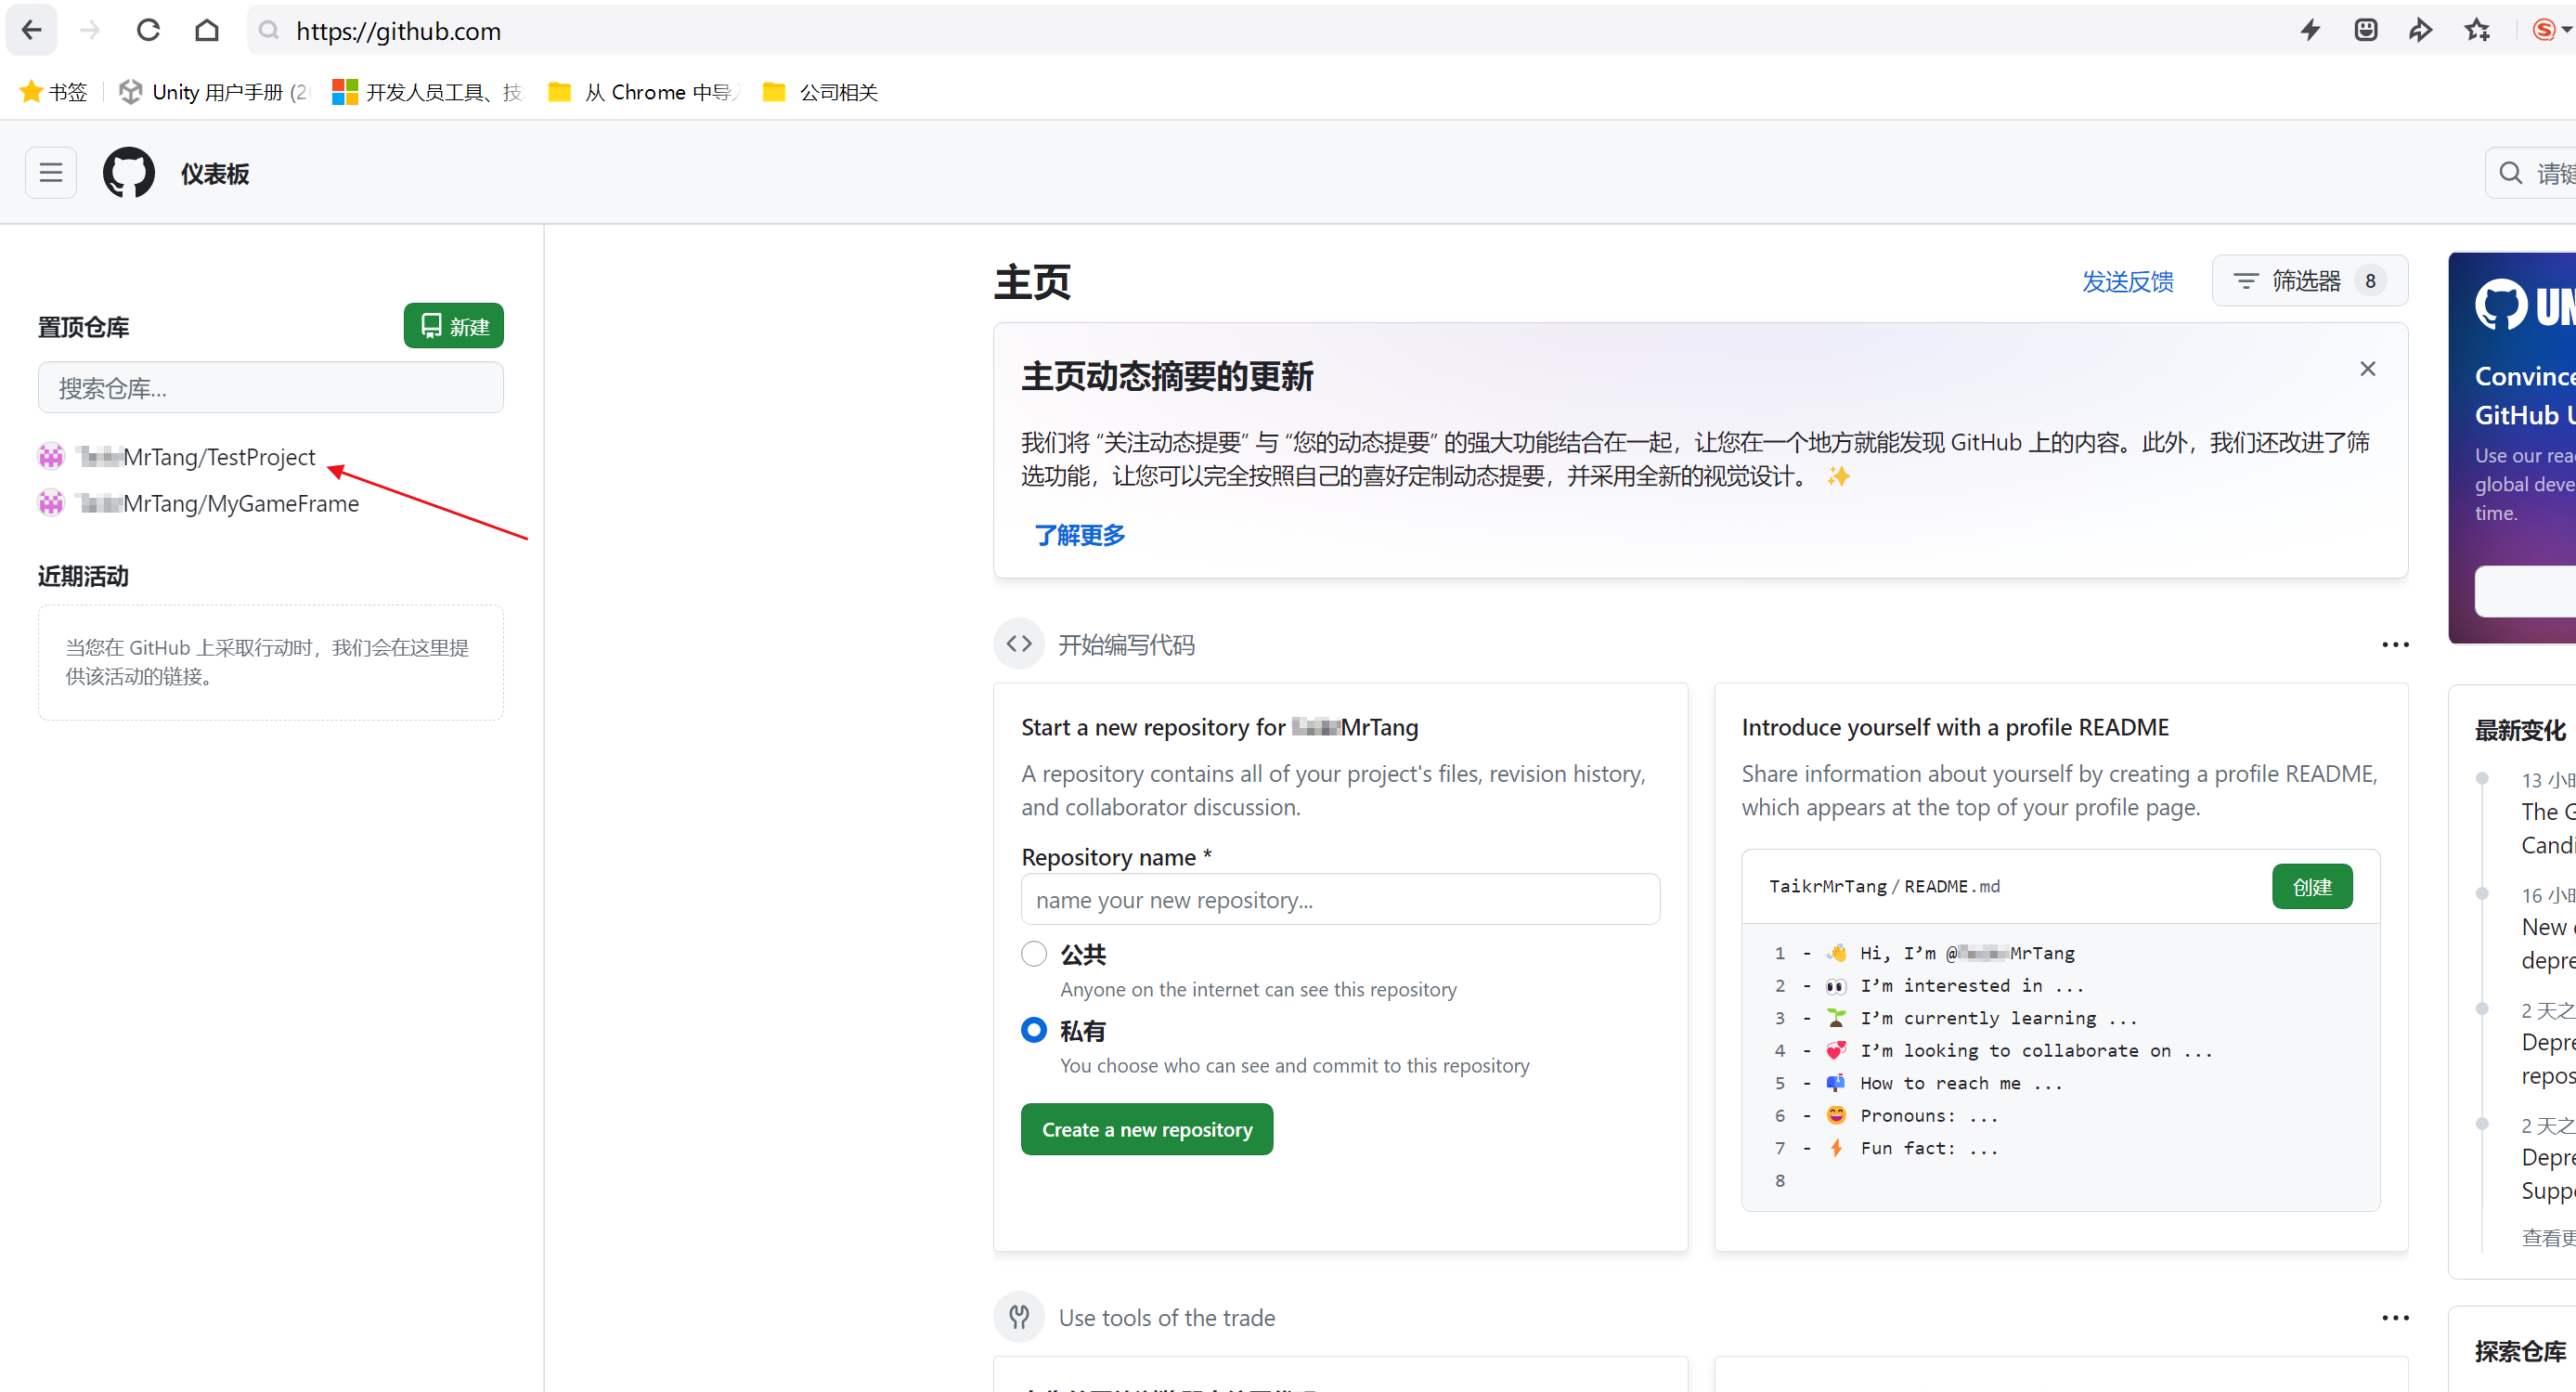 https://github.com
书签
Unity 用户手册 (2
开发人员工具、技
从 Chrome 中导
公司相关
仪表板
请键
置顶仓库
新建
搜索仓库...
MrTang/TestProject
MrTang/MyGameFrame
近期活动
当您在 GitHub 上采取行动时，我们会在这里提
供该活动的链接。
主页
发送反馈
筛选器 8
主页动态摘要的更新
我们将 “关注动态提要” 与 “您的动态提要” 的强大功能结合在一起，让您在一个地方就能发现 GitHub 上的内容。此外，我们还改进了筛
选功能，让您可以完全按照自己的喜好定制动态提要，并采用全新的视觉设计。 ✨
了解更多
开始编写代码
Start a new repository for MrTang
A repository contains all of your project's files, revision history,
and collaborator discussion.
Repository name *
name your new repository...
公共
Anyone on the internet can see this repository
私有
You choose who can see and commit to this repository
Create a new repository
Introduce yourself with a profile README
Share information about yourself by creating a profile README,
which appears at the top of your profile page.
TaikrMrTang/README.md
创建
1 - 👋 Hi, I’m @MrTang
2 - 👀 I’m interested in ...
3 - 🌱 I’m currently learning ...
4 - 💞️ I’m looking to collaborate on ...
5 - 📫 How to reach me ...
6 - 😄 Pronouns: ...
7 - ⚡ Fun fact: ...
8
Use tools of the trade
UN
Convince
GitHub U
Use our rea
global deve
time.
最新变化
13 小时
The G
Candi
16 小时
New
depre
2 天之
Depre
repos
2 天之
Depre
Suppo
查看更
探索仓库